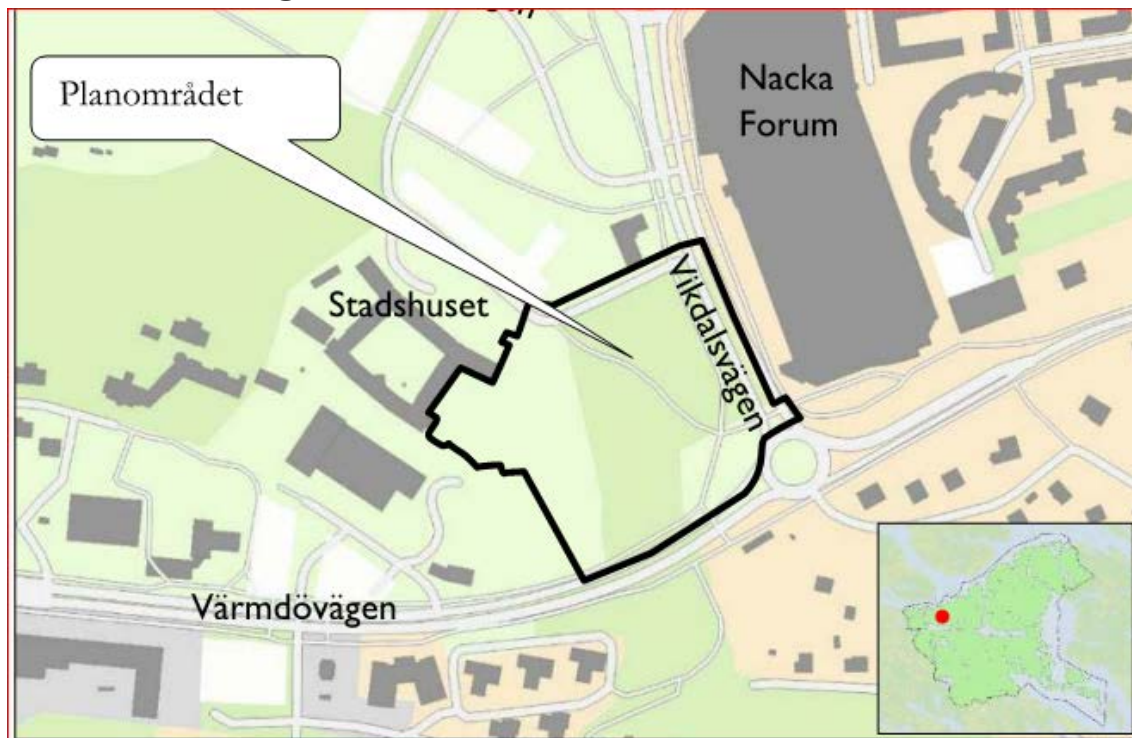 Planområdet
Nacka
Forum
Stadshuset
Vikdalsvägen
Värmdövägen